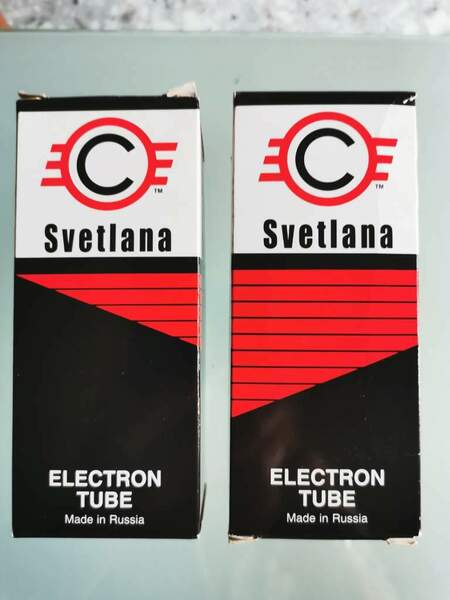 C
TM
Svetlana
ELECTRON
TUBE
Made in Russia
C
TM
Svetlana
ELECTRON
TUBE
Made in Russia